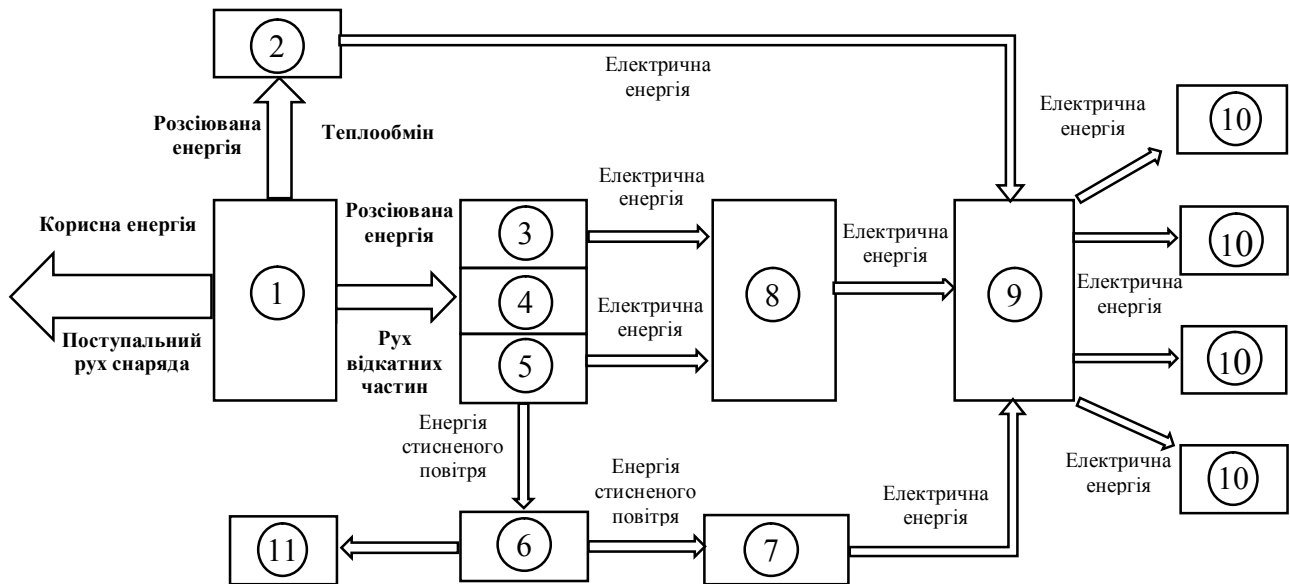 2
Електрична
енергія
Розсіювана
енергія
Теплообмін
Електрична
енергія
10
Корисна енергія
Поступальний
рух снаряда
1
Розсіювана
енергія
Рух
відкатних
частин
3
4
5
Електрична
енергія
Електрична
енергія
8
Електрична
енергія
9
10
Електрична
енергія
10
Електрична
енергія
10
Енергія
стисненого
повітря
Енергія
стисненого
повітря
Електрична
енергія
11
6
7